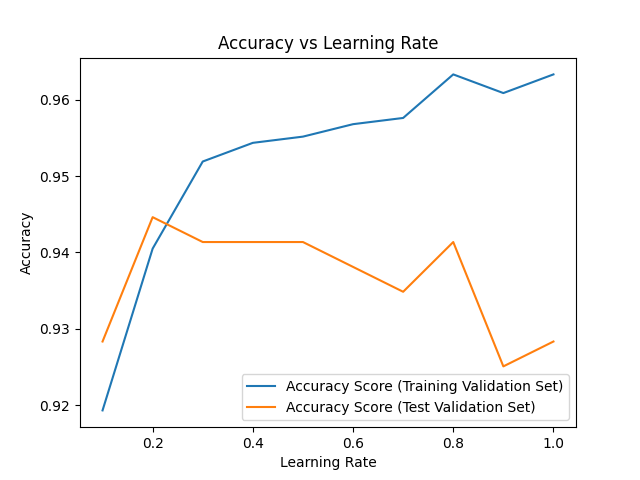 Accuracy vs Learning Rate
0.96
0.95
0.94
0.93
0.92
Accuracy
Accuracy Score (Training Validation Set)
Accuracy Score (Test Validation Set)
0.2 0.4 0.6 0.8 1.0
Learning Rate